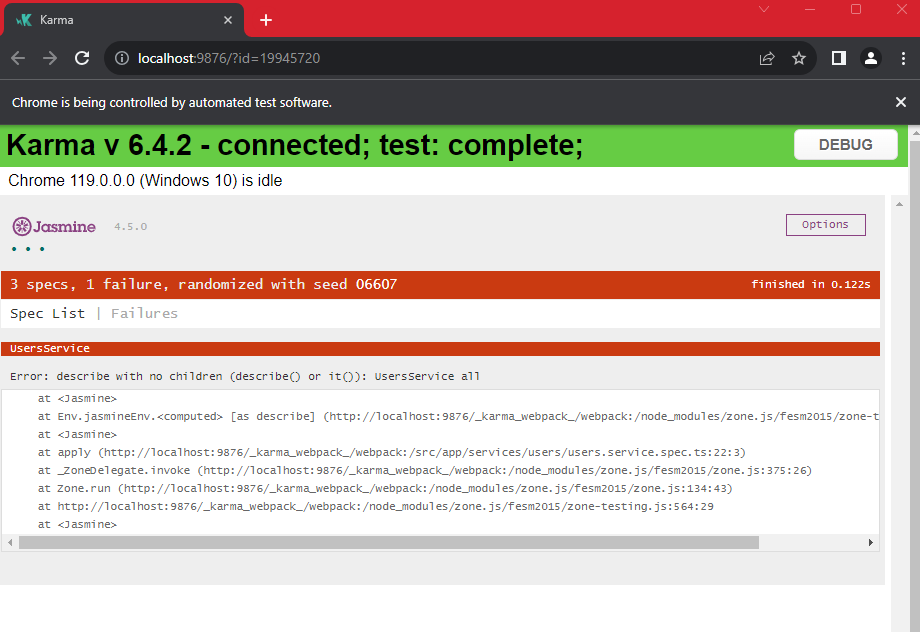 Karma
localhost:9876/?id=19945720
Chrome is being controlled by automated test software.
Karma v 6.4.2 - connected; test: complete;
DEBUG
Chrome 119.0.0.0 (Windows 10) is idle
Jasmine 4.5.0
Options
• • •
3 specs, 1 failure, randomized with seed 06607
finished in 0.122s
Spec List | Failures
UsersService
Error: describe with no children (describe() or it()): UsersService all
at <Jasmine>
at Env.jasmineEnv.<computed> [as describe] (http://localhost:9876/_karma_webpack_/webpack:/node_modules/zone.js/fesm2015/zone-t
at <Jasmine>
at apply (http://localhost:9876/_karma_webpack_/webpack:/src/app/services/users/users.service.spec.ts:22:3)
at _ZoneDelegate.invoke (http://localhost:9876/_karma_webpack_/webpack:/node_modules/zone.js/fesm2015/zone.js:375:26)
at Zone.run (http://localhost:9876/_karma_webpack_/webpack:/node_modules/zone.js/fesm2015/zone.js:134:43)
at http://localhost:9876/_karma_webpack_/webpack:/node_modules/zone.js/fesm2015/zone-testing.js:564:29
at <Jasmine>